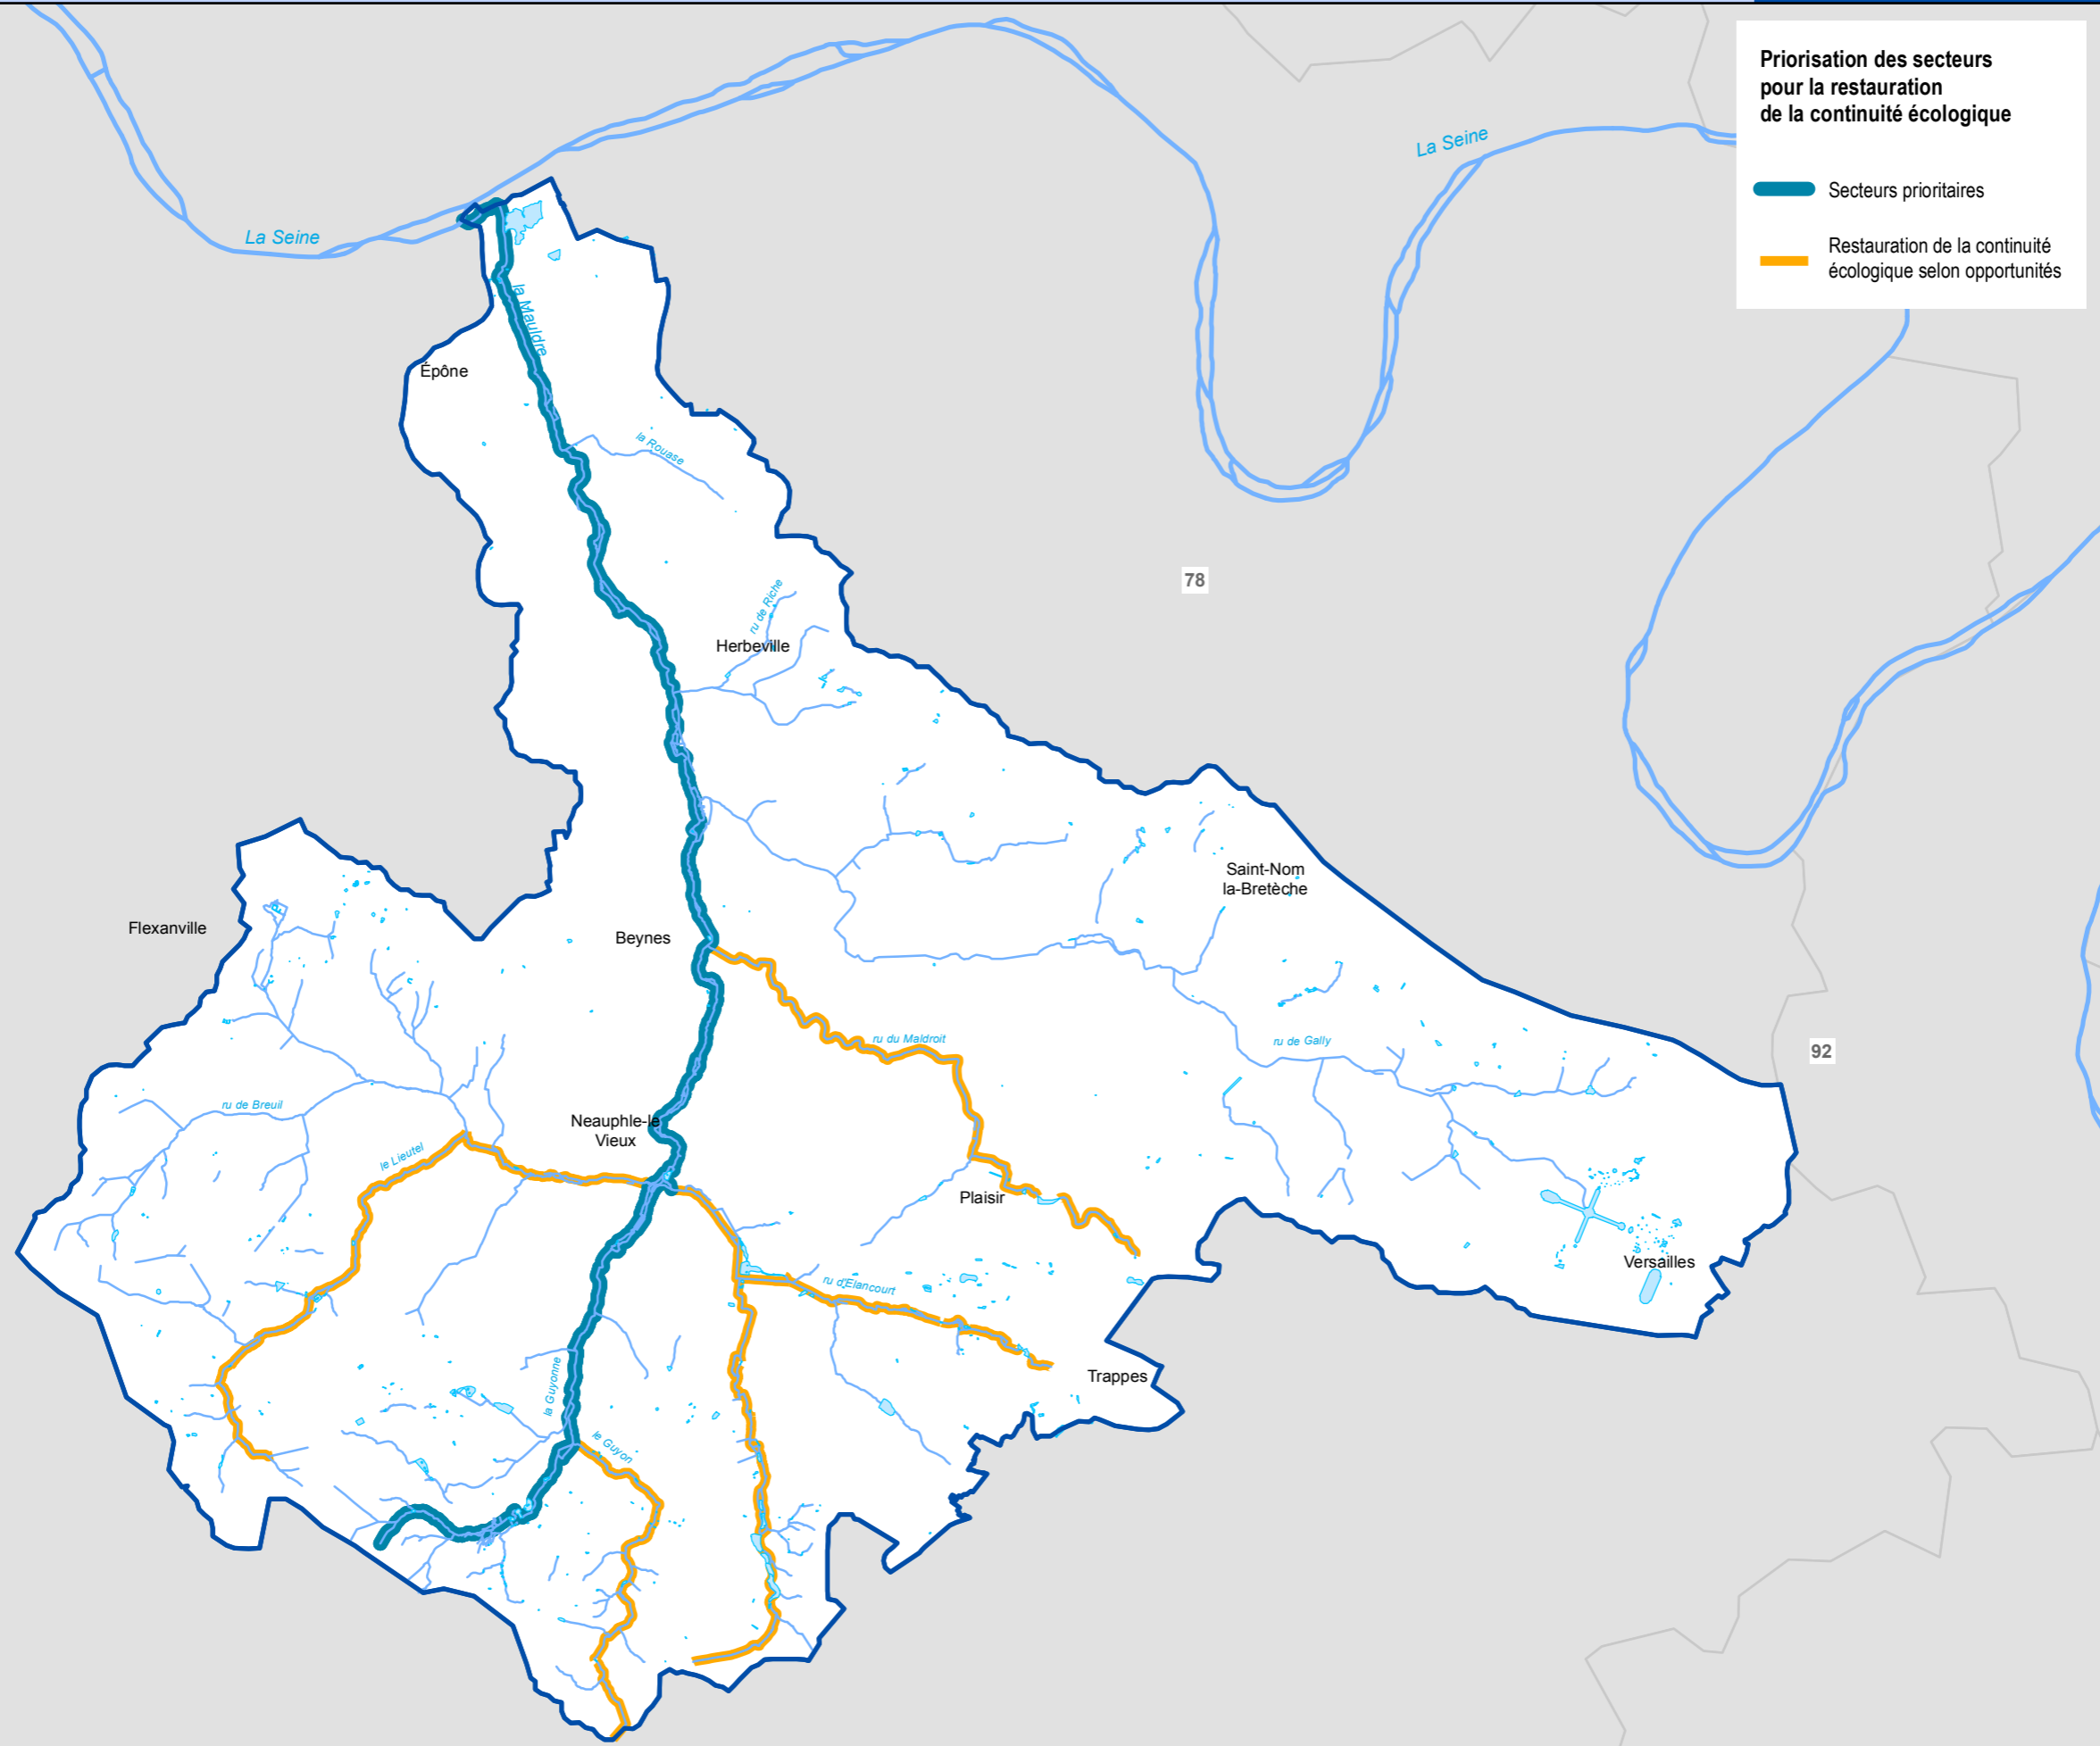 Priorisation des secteurs
pour la restauration
de la continuité écologique
Secteurs prioritaires
Restauration de la continuité
écologique selon opportunités
La Seine
La Seine
la Mauldre
Épône
la Rouase
78
ru de Riche
Herbeville
Saint-Nom
la-Bretèche
Flexanville
Beynes
ru du Maldroit
ru de Gally
92
ru de Breuil
Neauphle-le
Vieux
le Lieutel
Plaisir
Versailles
ru d'Elancourt
Trappes
la Guyonne
le Guyon